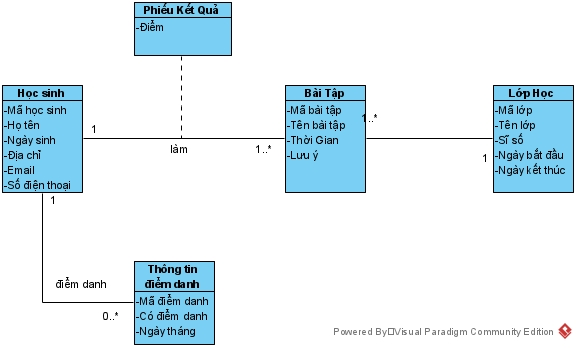 Phiếu Kết Quả
-Điểm
Học sinh
-Mã học sinh
-Họ tên
-Ngày sinh
-Địa chỉ
-Email
-Số điện thoại
1
làm
1..*
Bài Tập
-Mã bài tập
-Tên bài tập
-Thời Gian
-Lưu ý
1..*
1
Lớp Học
-Mã lớp
-Tên lớp
-Sĩ số
-Ngày bắt đầu
-Ngày kết thúc
1
điểm danh
0..*
Thông tin
điểm danh
-Mã điểm danh
-Có điểm danh
-Ngày tháng
Powered By Visual Paradigm Community Edition